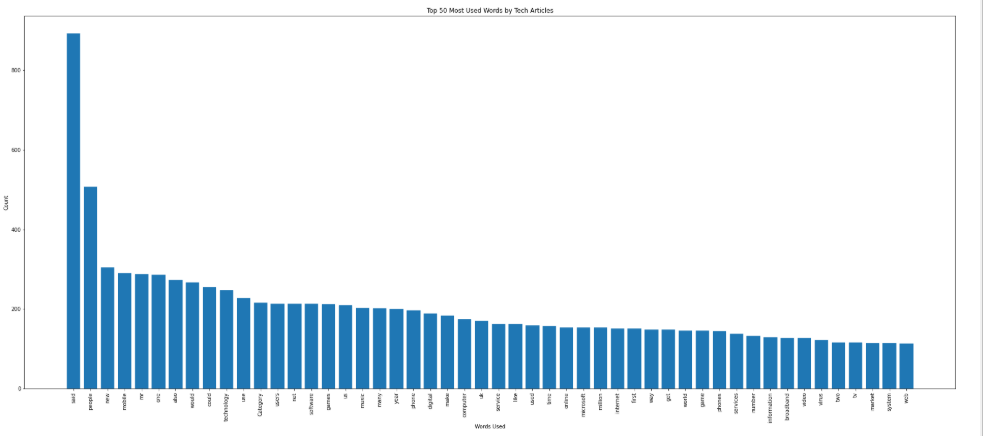 Top 50 Most Used Words by Tech Articles
Count
800
600
400
200
0
said
people
new
mobile
mr
one
also
would
could
technology
use
Category
users
net
software
games
us
music
many
year
phone
digital
make
computer
uk
service
like
used
time
online
microsoft
million
internet
first
way
get
world
game
phones
services
number
information
broadband
video
virus
two
tv
market
system
web
Words Used